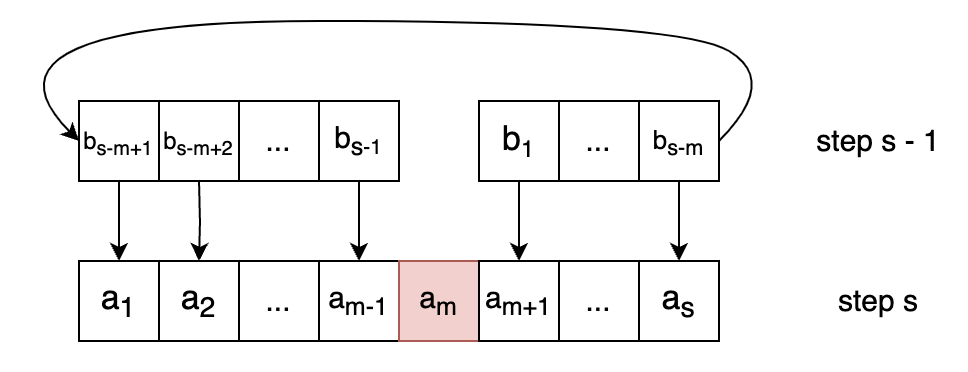 b_{s-m+1} b_{s-m+2} ... b_{s-1} b_1 ... b_{s-m} step s - 1
a_1 a_2 ... a_{m-1} a_m a_{m+1} ... a_s step s